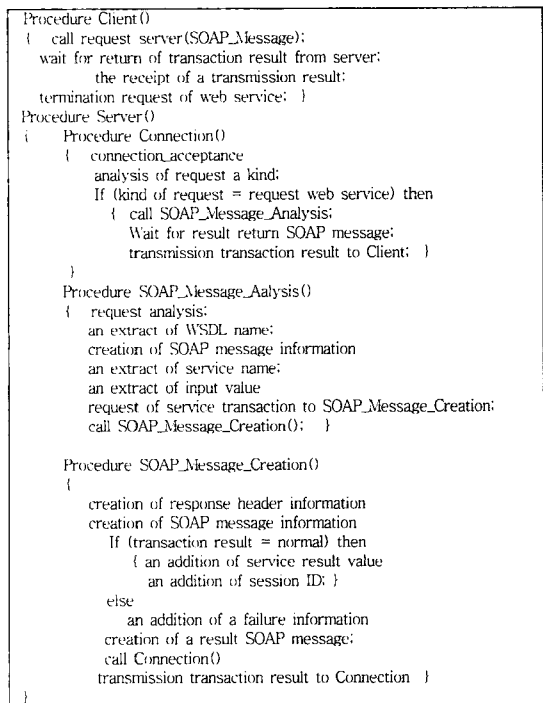 Procedure Client()
{ call request server(SOAP_Message);
wait for return of transaction result from server;
the receipt of a transmission result;
termination request of web service; }
Procedure Server()
{ Procedure Connection()
{ connection_acceptance
analysis of request a kind;
If (kind of request = request web service) then
{ call SOAP_Message_Analysis;
Wait for result return SOAP message;
transmission transaction result to Client; }
}
Procedure SOAP_Message_Aalysis()
{ request analysis;
an extract of WSDL name;
creation of SOAP message information
an extract of service name;
an extract of input value
request of service transaction to SOAP_Message_Creation;
call SOAP_Message_Creation(); }
Procedure SOAP_Message_Creation()
{
creation of response header information
creation of SOAP message information
If (transaction result = normal) then
{ an addition of service result value
an addition of session ID; }
else
an addition of a failure information
creation of a result SOAP message;
call Connection()
transmission transaction result to Connection }
}